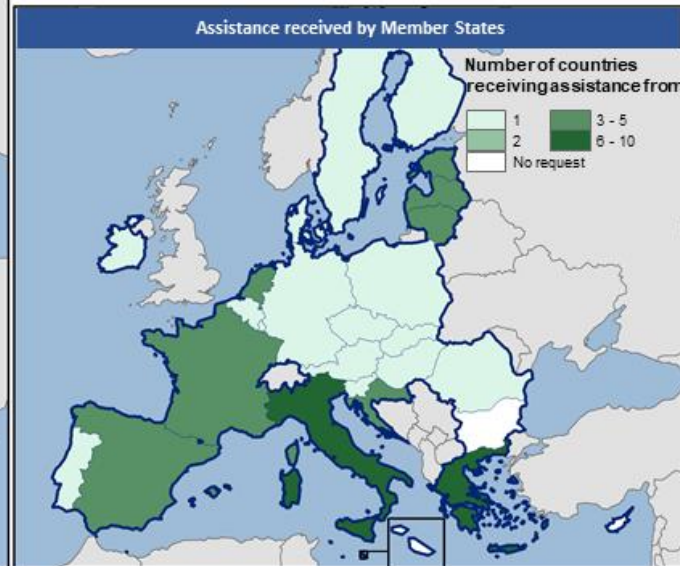 Assistance received by Member States
Number of countries
receiving assistance from
1
3 - 5
2
6 - 10
No request